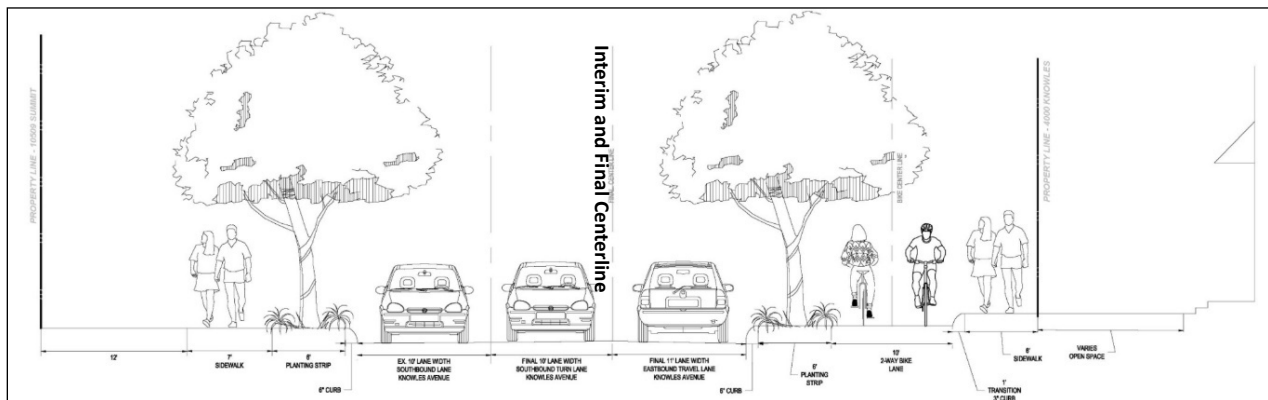 PROPERTY LINE - 10509 SUMMIT
Interim and Final Centerline
BIKE CENTER LINE
PROPERTY LINE - 4000 KNOWLES
12'
7'
SIDEWALK
6'
PLANTING STRIP
6" CURB
EX. 10' LANE WIDTH
SOUTHBOUND LANE
KNOWLES AVENUE
FINAL 10' LANE WIDTH
SOUTHBOUND TURN LANE
KNOWLES AVENUE
FINAL 11' LANE WIDTH
EASTBOUND TRAVEL LANE
KNOWLES AVENUE
6" CURB
6'
PLANTING
STRIP
10'
2-WAY BIKE
LANE
1'
TRANSITION
3" CURB
6'
SIDEWALK
VARIES
OPEN SPACE